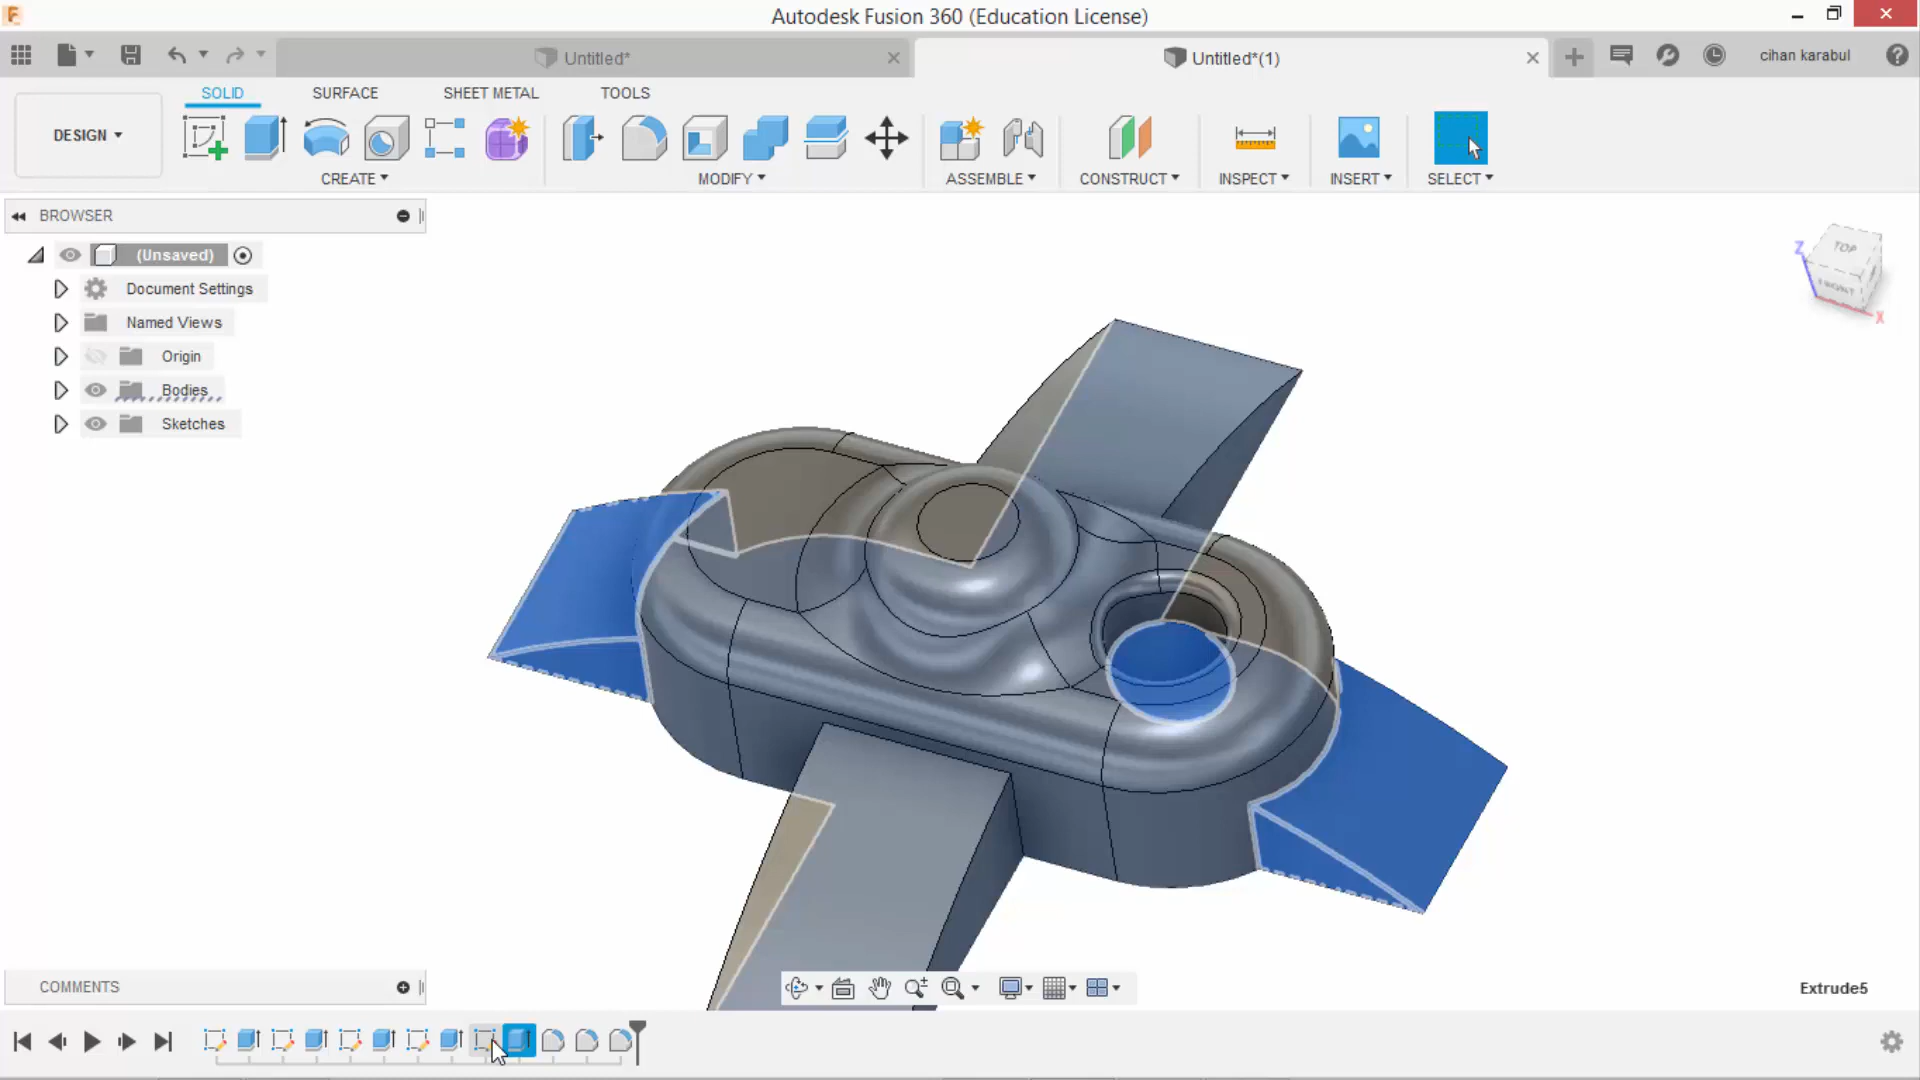 Autodesk Fusion 360 (Education License)
Untitled*
Untitled*(1)
cihan karabul
SOLID
SURFACE
SHEET METAL
TOOLS
DESIGN
CREATE
MODIFY
ASSEMBLE
CONSTRUCT
INSPECT
INSERT
SELECT
BROWSER
(Unsaved)
Document Settings
Named Views
Origin
Bodies
Sketches
TOP
FRONT
Z
X
COMMENTS
Extrude5